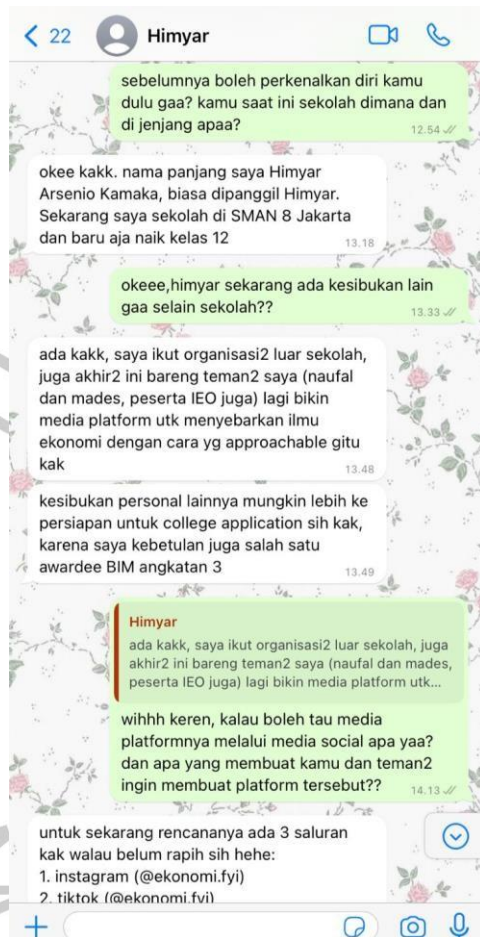 22
Himyar
sebelumnya boleh perkenalkan diri kamu
dulu gaa? kamu saat ini sekolah dimana dan
di jenjang apaa?
12.54
okee kakk. nama panjang saya Himyar
Arsenio Kamaka, biasa dipanggil Himyar.
Sekarang saya sekolah di SMAN 8 Jakarta
dan baru aja naik kelas 12
13.18
okeee,himyar sekarang ada kesibukan lain
gaa selain sekolah??
13.33
ada kakk, saya ikut organisasi2 luar sekolah,
juga akhir2 ini bareng teman2 saya (naufal
dan mades, peserta IEO juga) lagi bikin
media platform utk menyebarkan ilmu
ekonomi dengan cara yg approachable gitu
kak
13.48
kesibukan personal lainnya mungkin lebih ke
persiapan untuk college application sih kak,
karena saya kebetulan juga salah satu
awardee BIM angkatan 3
13.49
Himyar
ada kakk, saya ikut organisasi2 luar sekolah, juga
akhir2 ini bareng teman2 saya (naufal dan mades,
peserta IEO juga) lagi bikin media platform utk...
wihhh keren, kalau boleh tau media
platformnya melalui media social apa yaa?
dan apa yang membuat kamu dan teman2
ingin membuat platform tersebut??
14.13
untuk sekarang rencananya ada 3 saluran
kak walau belum rapih sih hehe:
1. instagram (@ekonomi.fyi)
2. tiktok (@ekonomi.fyi)